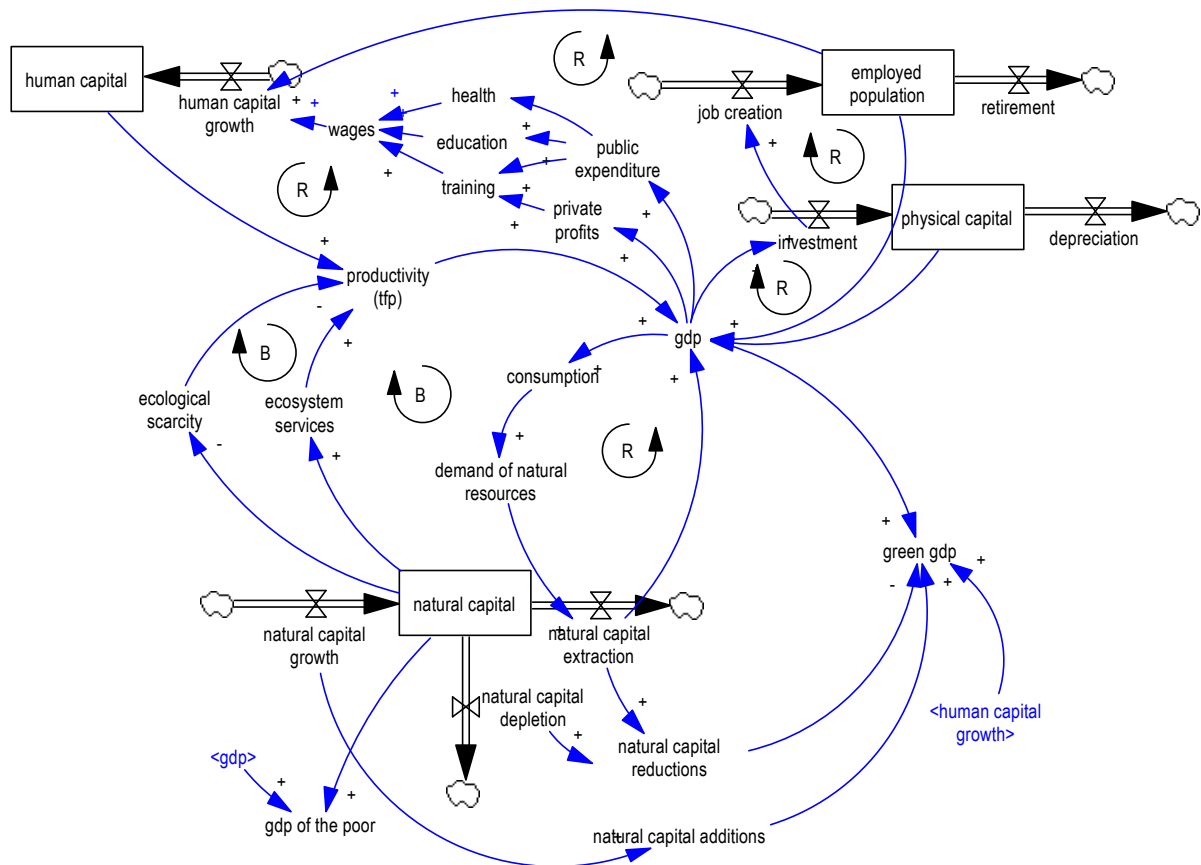 human capital
human capital
growth
+
+
wages
+
health
+
education
+
training
+
public
expenditure
+
+
private
profits
+
+
+
+
R
R
job creation
+
employed
population
retirement
R
physical capital
investment
+
depreciation
R
+
productivity
(tfp)
-
+
B
B
ecological
scarcity
-
ecosystem
services
+
+
gdp
+
+
+
consumption
+
demand of natural
resources
R
+
green gdp
+
-
+
natural capital
natural capital
growth
natural capital
extraction
+
natural capital
depletion
+
+
natural capital
reductions
<human capital
growth>
<gdp>
+
+
gdp of the poor
natural capital additions
+